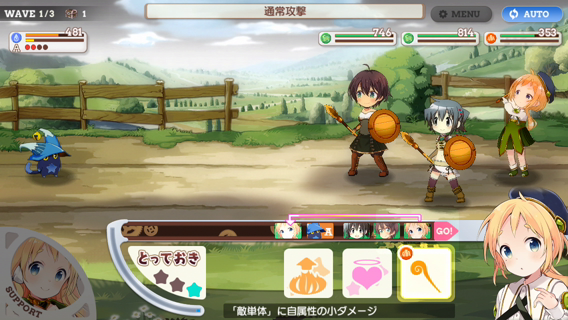 WAVE 1/3
1
通常攻撃
MENU
AUTO
481
A
746
814
353
A
GO!
とっておき
SUPPORT
「敵単体」に自属性の小ダメージ